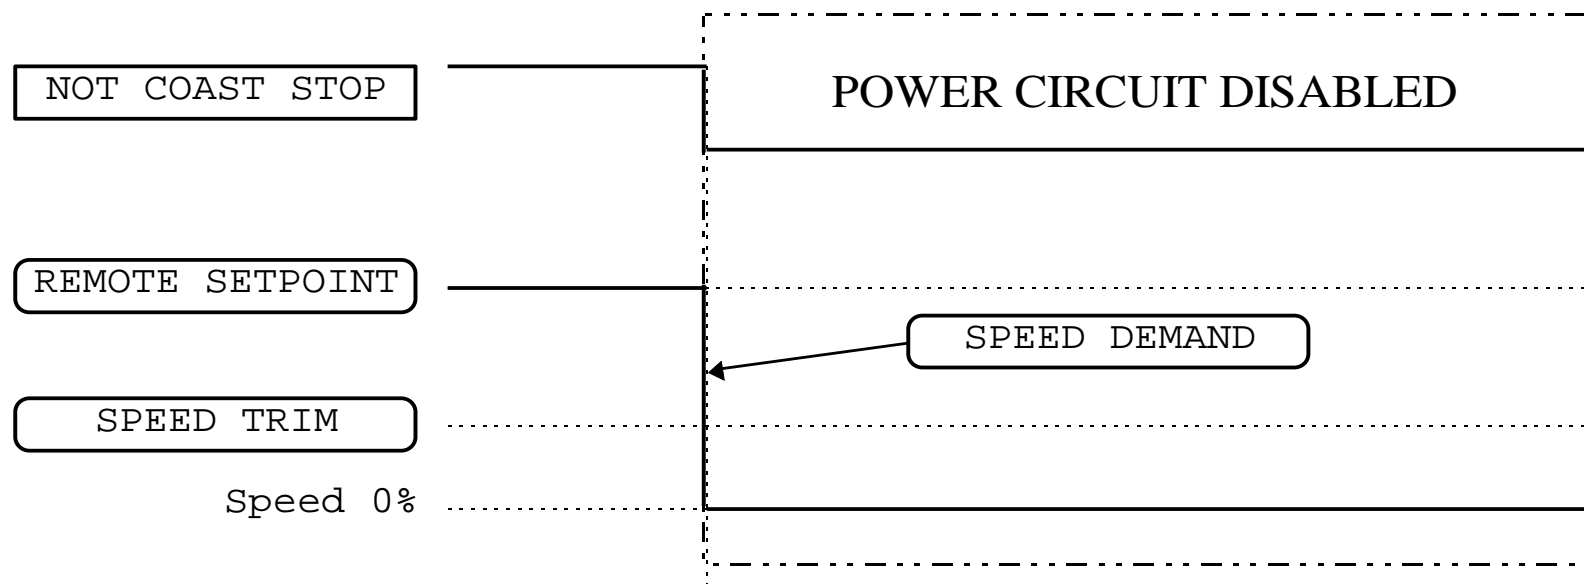 NOT COAST STOP
POWER CIRCUIT DISABLED
REMOTE SETPOINT
SPEED DEMAND
SPEED TRIM
Speed 0%